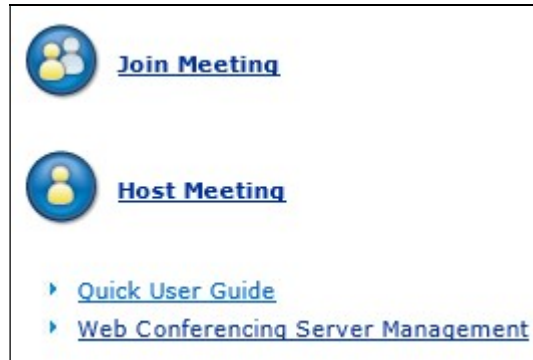 Join Meeting
Host Meeting
Quick User Guide
Web Conferencing Server Management